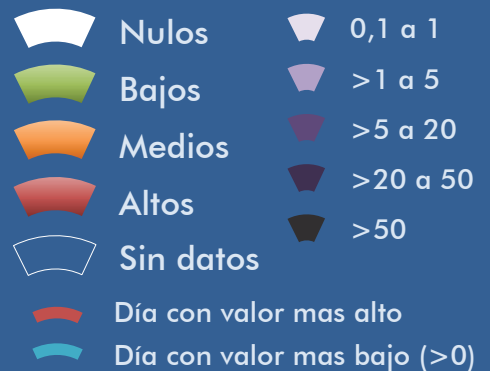 Nulos
Bajos
Medios
Altos
Sin datos
0,1 a 1
>1 a 5
>5 a 20
>20 a 50
>50
Día con valor mas alto
Día con valor mas bajo (>0)